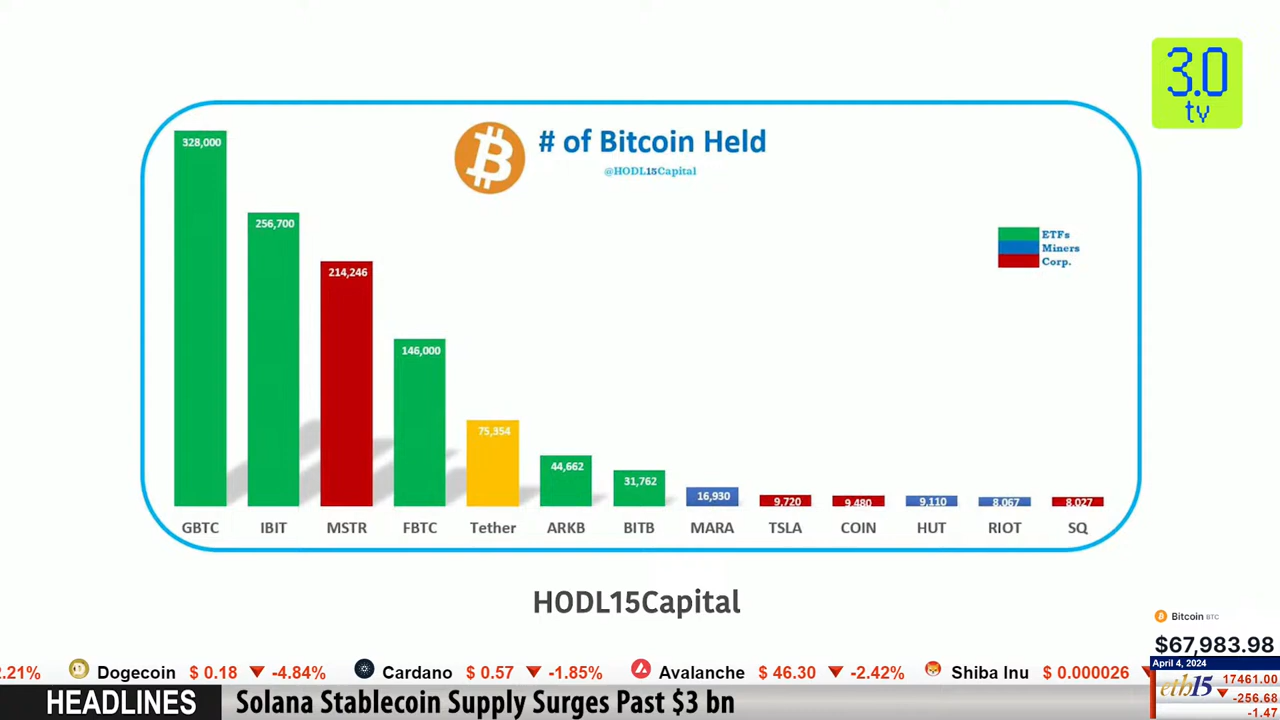 3.0
tv
# of Bitcoin Held
@HODL15Capital
328,000
256,700
214,246
146,000
75,354
44,662
31,762
16,930
9,720
9,480
9,110
8,067
8,027
ETFs
Miners
Corp.
GBTC IBIT MSTR FBTC Tether ARKB BITB MARA TSLA COIN HUT RIOT SQ
HODL15Capital
Bitcoin BTC
$67,983.98
April 4, 2024
2.21% Dogecoin $ 0.18 ▼ -4.84% Cardano $ 0.57 ▼ -1.85% Avalanche $ 46.30 ▼ -2.42% Shiba Inu $ 0.000026 ▼
eth15 17461.00
▼ -256.68
-1.47
HEADLINES Solana Stablecoin Supply Surges Past $3 bn